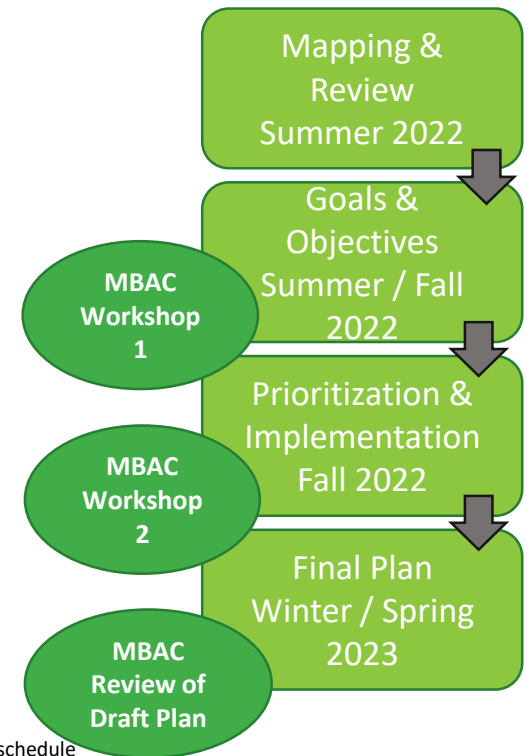 Mapping &
Review
Summer 2022
Goals &
Objectives
Summer / Fall
2022
MBAC
Workshop
1
Prioritization &
Implementation
Fall 2022
MBAC
Workshop
2
Final Plan
Winter / Spring
2023
MBAC
Review of
Draft Plan
schedule